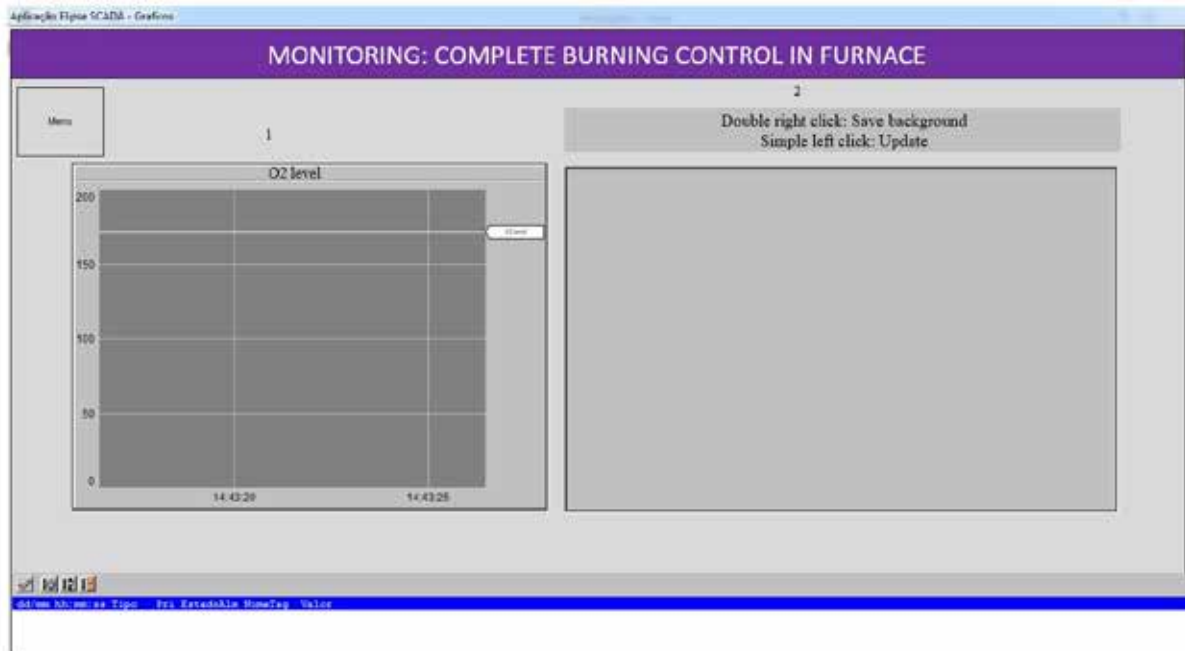 Aplicação Elipse SCADA - Graficos
MONITORING: COMPLETE BURNING CONTROL IN FURNACE
Menu
1
2
Double right click: Save background
Simple left click: Update
O2 level
200
150
100
50
0
14:43:20
14:43:25
dd/mm hh:mm:ss Tipo Pri EstadoAlm NomeTag Valor